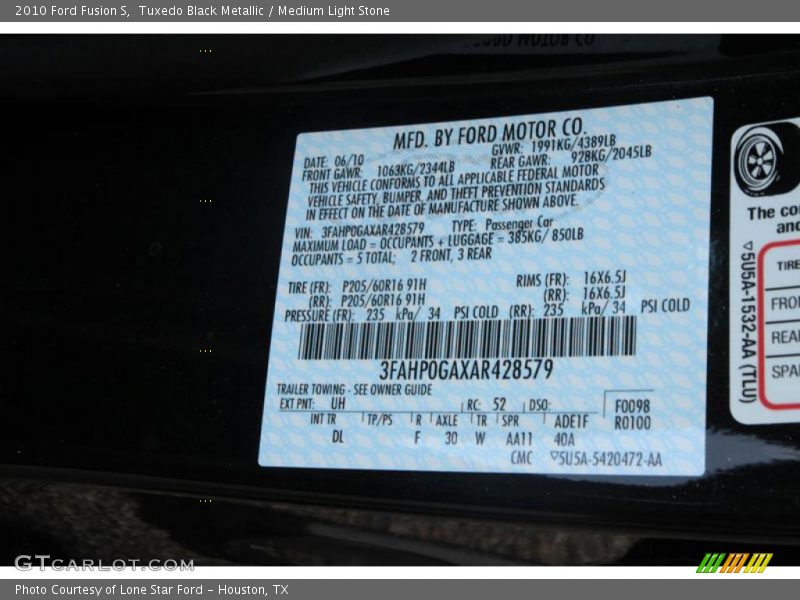 2010 Ford Fusion S,  Tuxedo Black Metallic / Medium Light Stone
MFD. BY FORD MOTOR CO.
DATE: 06/10   GVWR: 1991KG/4389LB
FRONT GAWR: 1063KG/2344LB   REAR GAWR: 928KG/2045LB
THIS VEHICLE CONFORMS TO ALL APPLICABLE FEDERAL MOTOR
VEHICLE SAFETY, BUMPER, AND THEFT PREVENTION STANDARDS
IN EFFECT ON THE DATE OF MANUFACTURE SHOWN ABOVE.
VIN: 3FAHP0GAXAR428579   TYPE: Passenger Car
MAXIMUM LOAD = OCCUPANTS + LUGGAGE = 385KG/ 850LB
OCCUPANTS = 5 TOTAL; 2 FRONT, 3 REAR
TIRE (FR): P205/60R16 91H   RIMS (FR): 16X6.5J
(RR): P205/60R16 91H   (RR): 16X6.5J
PRESSURE (FR): 235 kPa/ 34 PSI COLD (RR): 235 kPa/ 34 PSI COLD
3FAHP0GAXAR428579
TRAILER TOWING - SEE OWNER GUIDE
EXT PNT: UH   RC: 52   DSO:   F0098
INT TR   TP/PS   R   AXLE   TR   SPR   ADE1F   R0100
DL   F   30   W   AA11   40A
CMC ▽5U5A-5420472-AA
The co
and
▽5U5A-1532-AA (TLU)
TIRE
FRO
REA
SPA
GTCARLOT.COM
Photo Courtesy of Lone Star Ford - Houston, TX